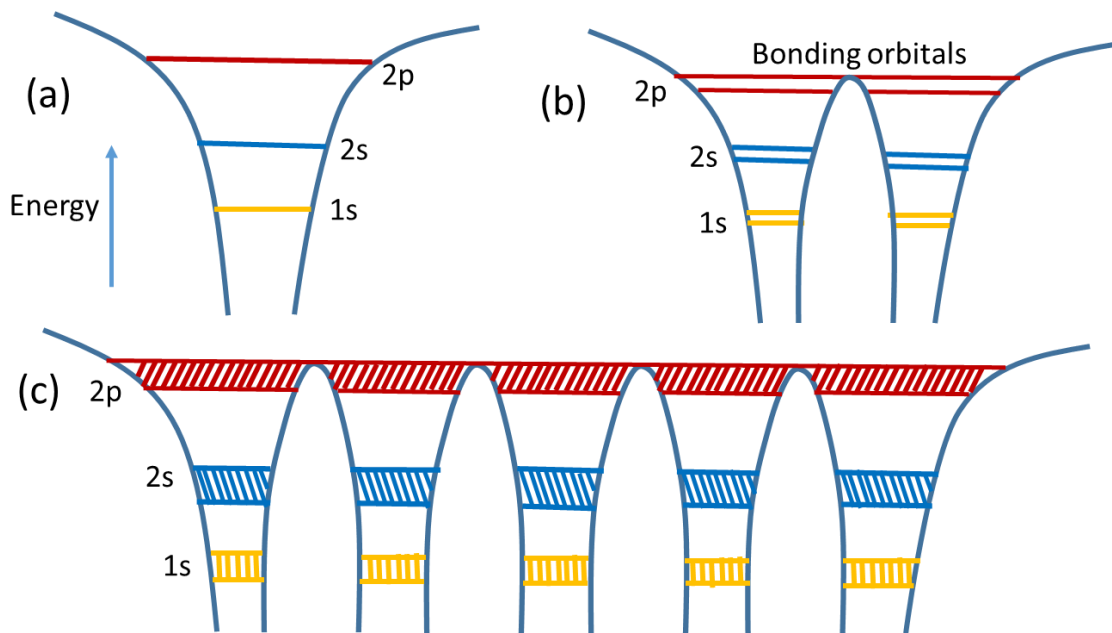 (a)
2p
2s
1s
Energy
(b)
Bonding orbitals
2p
2s
1s
(c)
2p
2s
1s